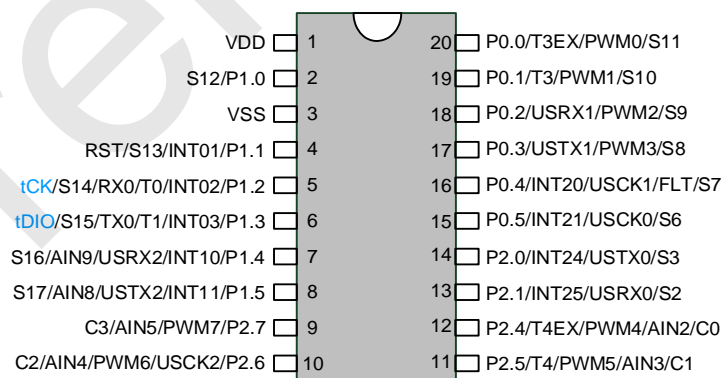 VDD 1 20 P0.0/T3EX/PWM0/S11
S12/P1.0 2 19 P0.1/T3/PWM1/S10
VSS 3 18 P0.2/USRX1/PWM2/S9
RST/S13/INT01/P1.1 4 17 P0.3/USTX1/PWM3/S8
tCK/S14/RX0/T0/INT02/P1.2 5 16 P0.4/INT20/USCK1/FLT/S7
tDIO/S15/TX0/T1/INT03/P1.3 6 15 P0.5/INT21/USCK0/S6
S16/AIN9/USRX2/INT10/P1.4 7 14 P2.0/INT24/USTX0/S3
S17/AIN8/USTX2/INT11/P1.5 8 13 P2.1/INT25/USRX0/S2
C3/AIN5/PWM7/P2.7 9 12 P2.4/T4EX/PWM4/AIN2/C0
C2/AIN4/PWM6/USCK2/P2.6 10 11 P2.5/T4/PWM5/AIN3/C1